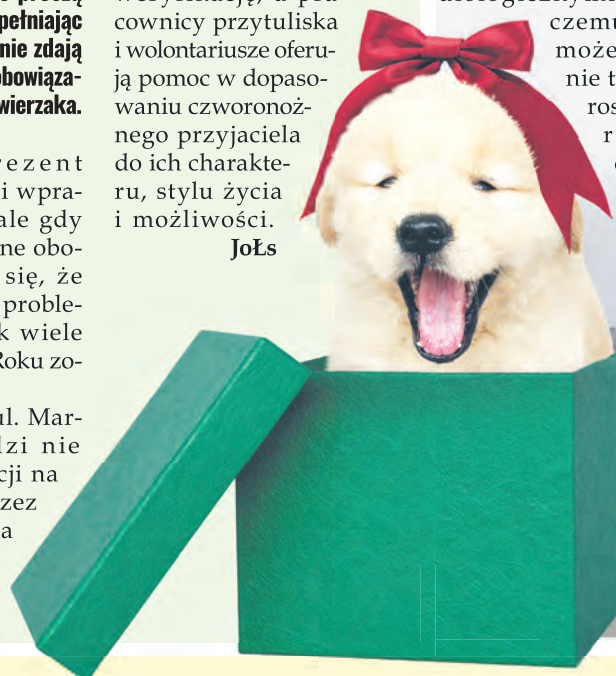 pełniając
nie zdają
obowiąza-
wierzaka.
rezent
i wpra-
ale gdy
ne obo-
się, że
proble-
k wiele
Roku zo-
ul. Mar-
dzi nie
cji na
zez
a
cownicy przytuliska
i wolontariusze oferu-
ją pomoc w dopaso-
waniu czworonoż-
nego przyjaciela
do ich charakte-
ru, stylu życia
i możliwości.
JoŁs
czemu
może
nie t
ros
r